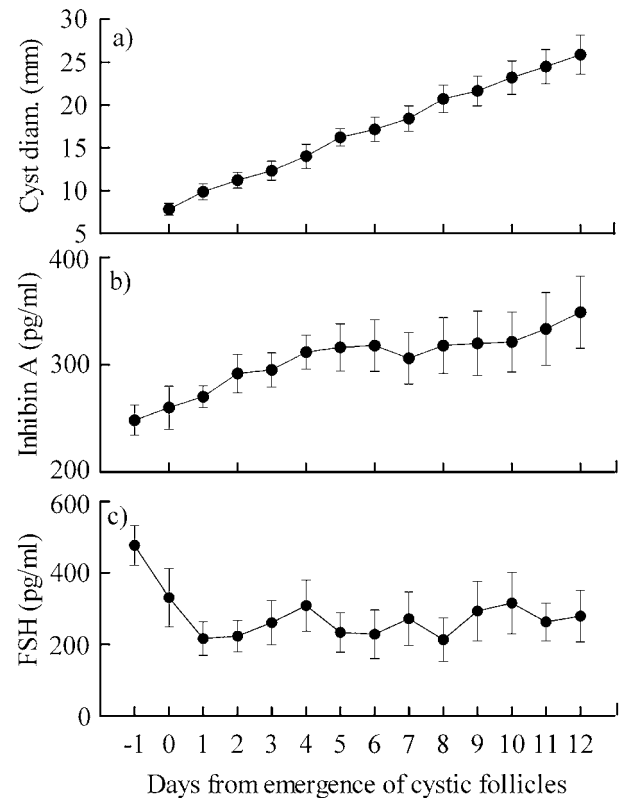 a)
Cyst diam. (mm)
30
25
20
15
10
5
b)
Inhibin A (pg/ml)
400
300
200
c)
FSH (pg/ml)
600
400
200
0
-1 0 1 2 3 4 5 6 7 8 9 10 11 12
Days from emergence of cystic follicles